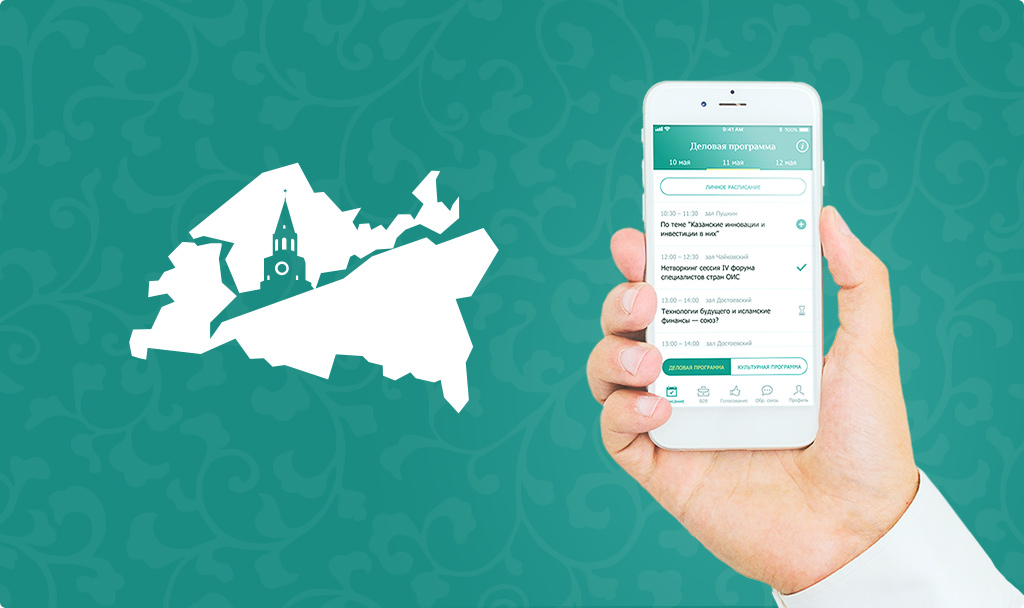 9:41 AM 100%
Деловая программа
10 мая 11 мая 12 мая
ЛИЧНОЕ РАСПИСАНИЕ
10:30 – 11:30 зал Пушкин
По теме "Казанские инновации и
инвестиции в них"
12:00 – 12:30 зал Чайковский
Нетворкинг сессия IV форума
специалистов стран ОИС
13:00 – 14:00 зал Достоевский
Технологии будущего и исламские
финансы — союз?
13:00 – 14:00 зал Достоевский
ДЕЛОВАЯ ПРОГРАММА КУЛЬТУРНАЯ ПРОГРАММА
B2B Голосование Обр. связь Профиль